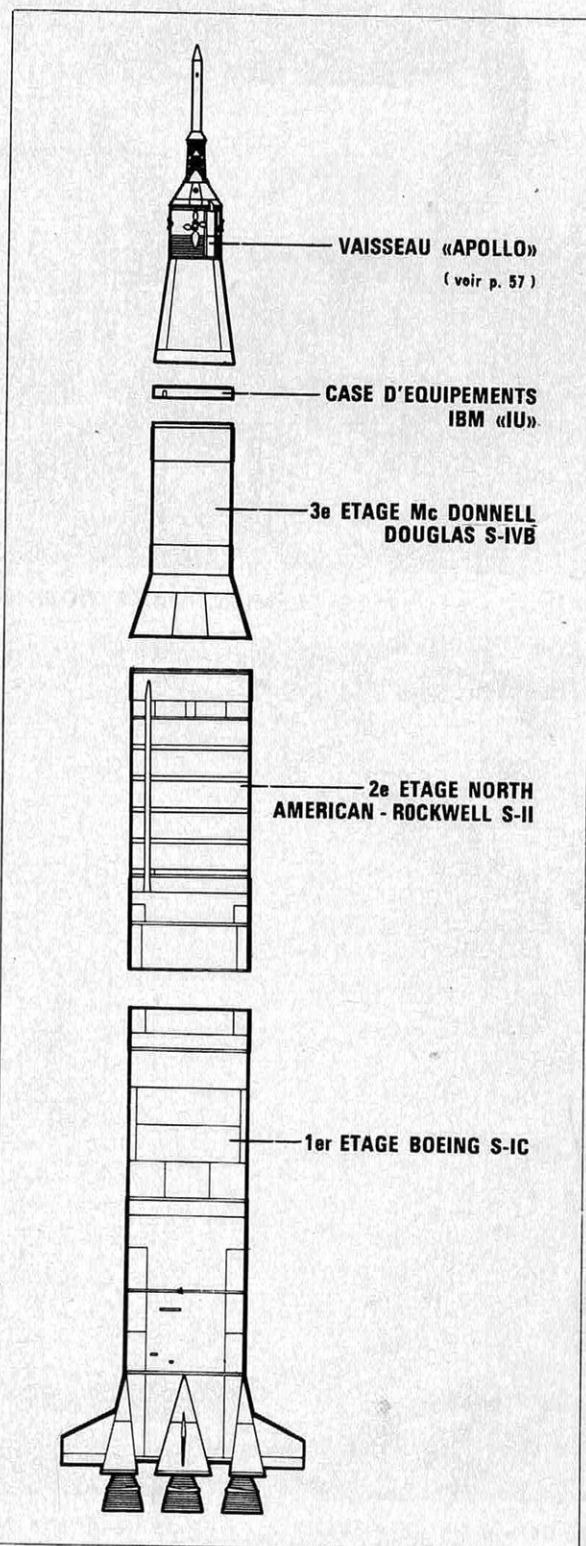 VAISSEAU «APOLLO»
( voir p. 57 )
CASE D'EQUIPEMENTS
IBM «IU»
3e ETAGE Mc DONNELL
DOUGLAS S-IVB
2e ETAGE NORTH
AMERICAN - ROCKWELL S-II
1er ETAGE BOEING S-IC